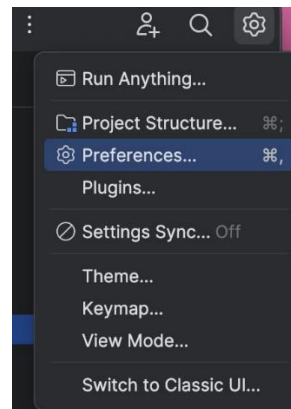 Run Anything...
Project Structure... ⌘;
Preferences... ⌘,
Plugins...
Settings Sync... Off
Theme...
Keymap...
View Mode...
Switch to Classic UI...